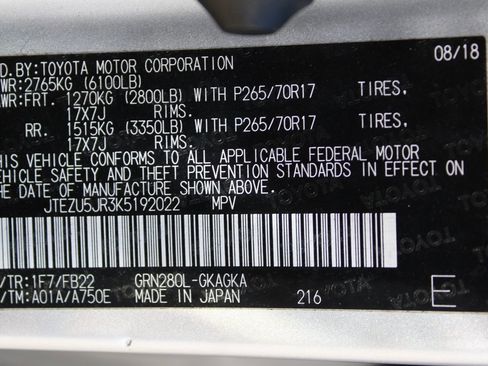 D.BY:TOYOTA MOTOR CORPORATION 08/18
WR:2765KG (6100LB)
WR:FRT. 1270KG (2800LB) WITH P265/70R17 TIRES.
17X7J RIMS.
RR. 1515KG (3350LB) WITH P265/70R17 TIRES.
17X7J RIMS.
THIS VEHICLE CONFORMS TO ALL APPLICABLE FEDERAL MOTOR
VEHICLE SAFETY AND THEFT PREVENTION STANDARDS IN EFFECT ON
THE DATE OF MANUFACTURE SHOWN ABOVE.
JTEZU5JR3K5192022 MPV
/TR:1F7/FB22 GRN280L-GKAGKA
/TM:A01A/A750E MADE IN JAPAN 216 E